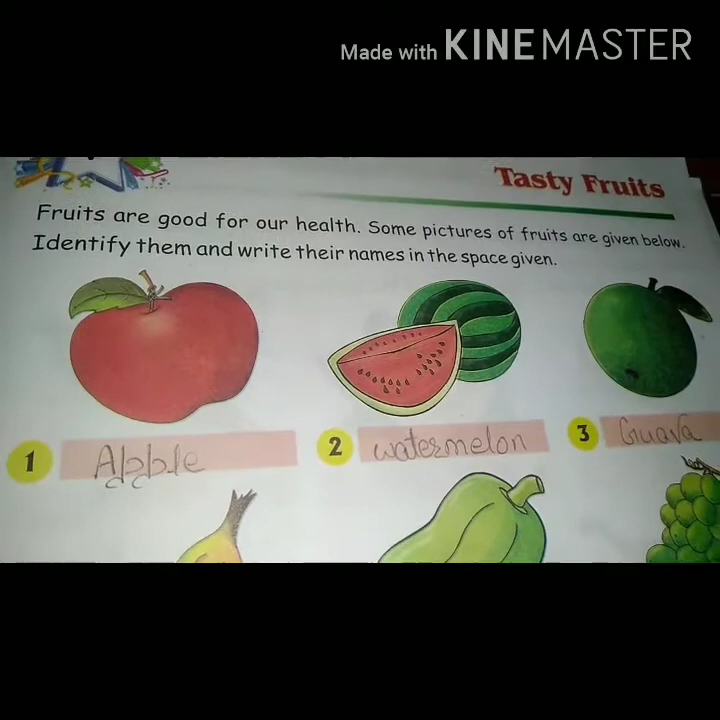 Made with KINEMASTER
Tasty Fruits
Fruits are good for our health. Some pictures of fruits are given below.
Identify them and write their names in the space given.
1 Apple
2 watermelon
3 Guava